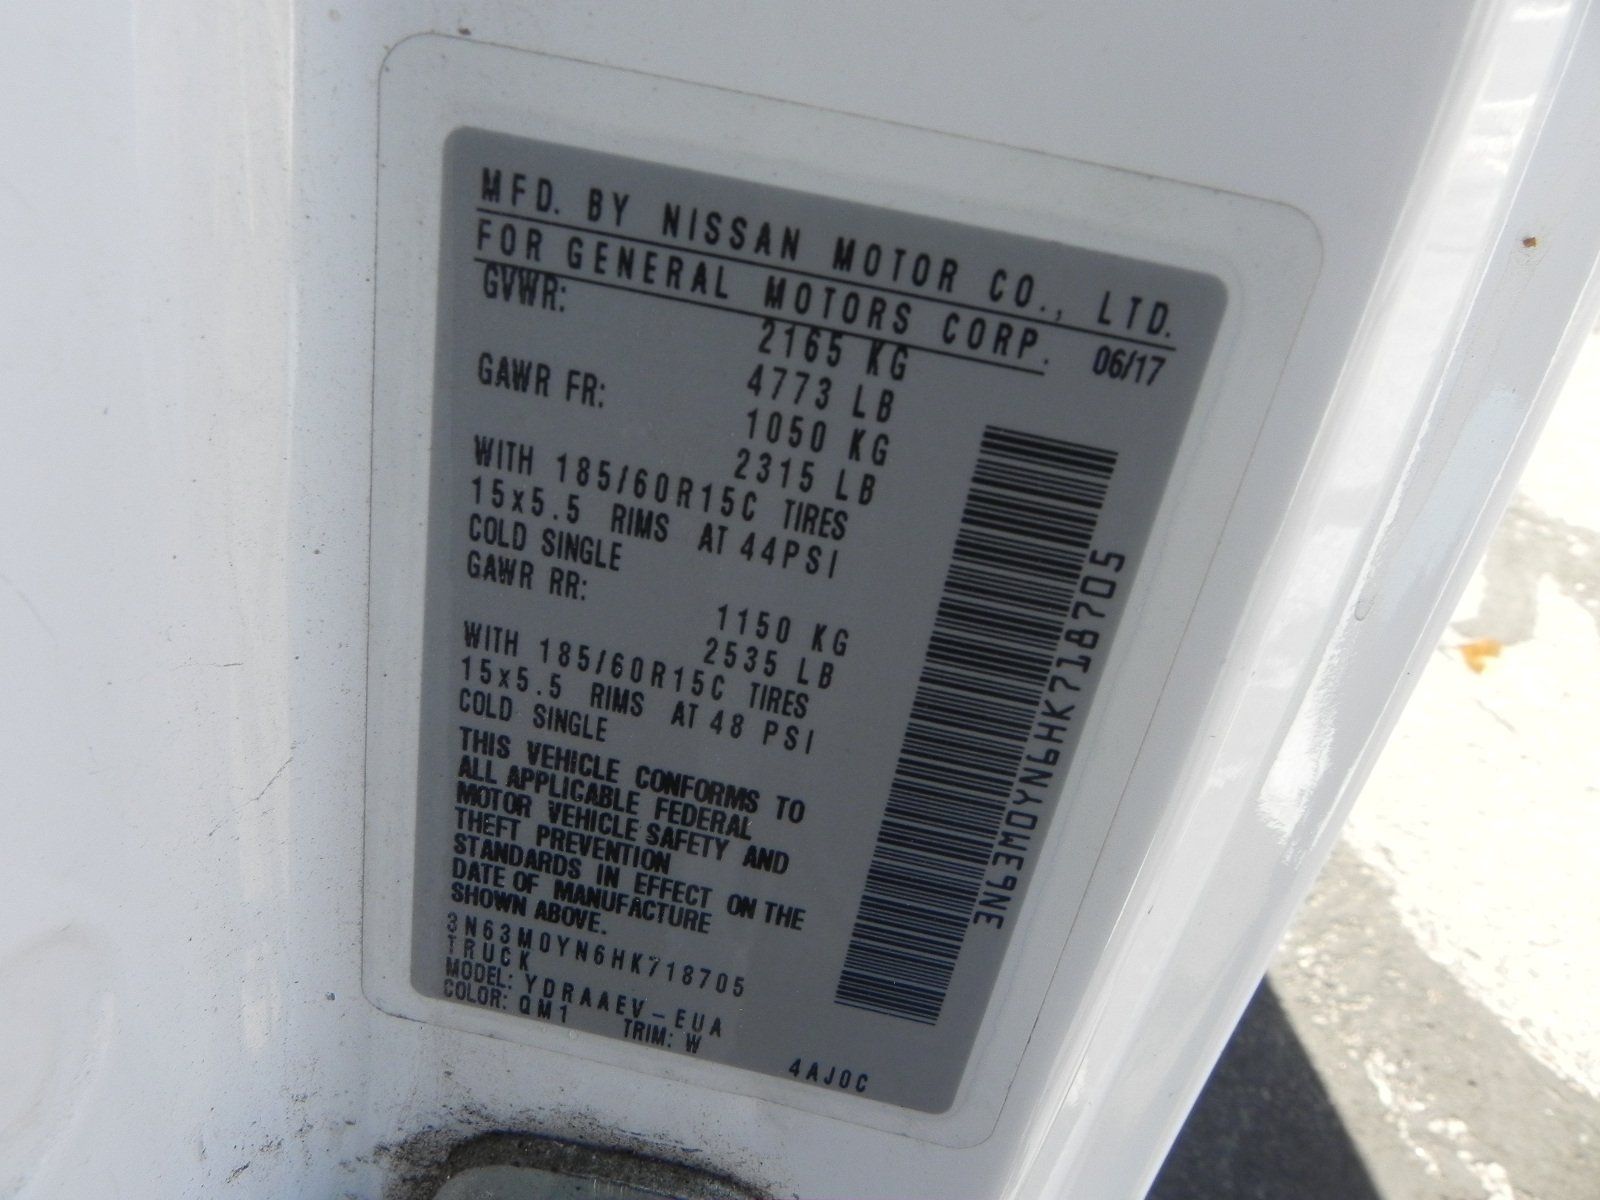 MFD. BY NISSAN MOTOR CO., LTD.
FOR GENERAL MOTORS CORP. 06/17
GVWR: 2165 KG
4773 LB
GAWR FR: 1050 KG
2315 LB
WITH 185/60R15C TIRES
15x5.5 RIMS AT 44PSI
COLD SINGLE
GAWR RR: 1150 KG
2535 LB
WITH 185/60R15C TIRES
15x5.5 RIMS AT 48 PSI
COLD SINGLE
THIS VEHICLE CONFORMS TO
ALL APPLICABLE FEDERAL
MOTOR VEHICLE SAFETY AND
THEFT PREVENTION
STANDARDS IN EFFECT ON THE
DATE OF MANUFACTURE
SHOWN ABOVE.
3N63M0YN6HK718705
TRUCK
MODEL: YDRAAEV-EUA
COLOR: QM1 TRIM: W
4AJ0C
3N63M0YN6HK718705